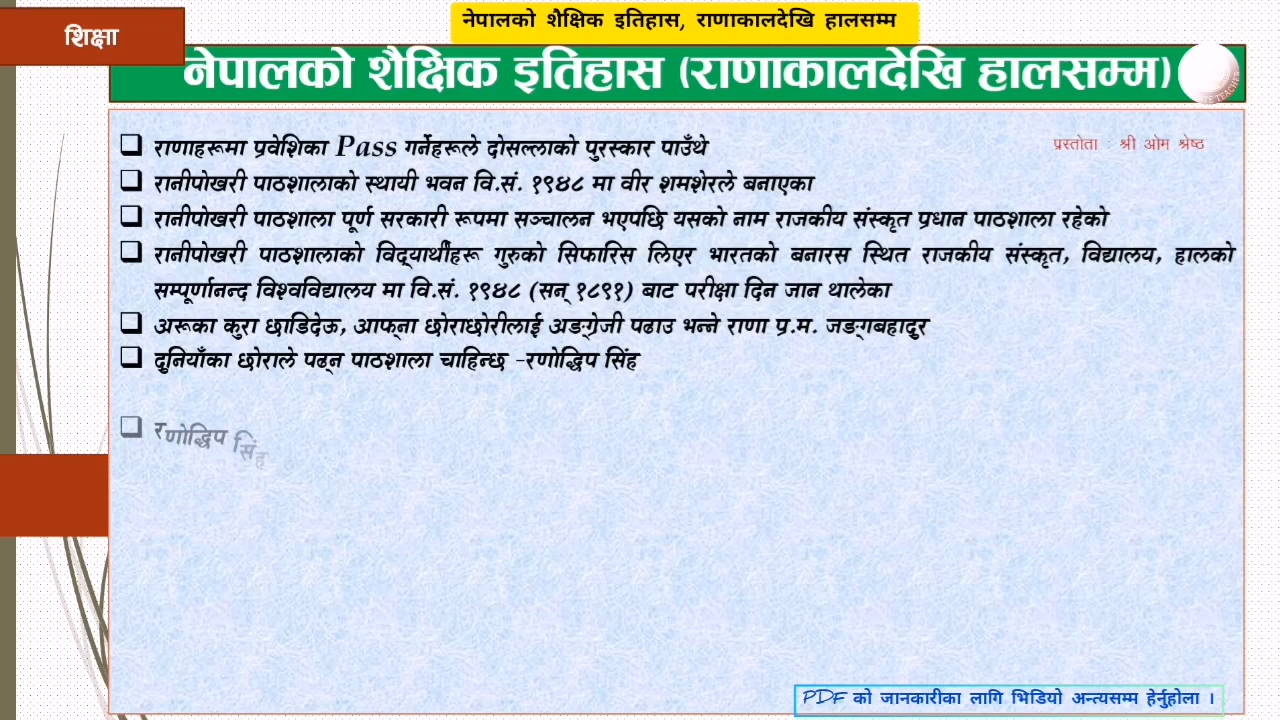 नेपालको शैक्षिक इतिहास, राणाकालदेखि हालसम्म
शिक्षा
नेपालको शैक्षिक इतिहास (राणाकालदेखि हालसम्म)
प्रस्तोता : श्री ओम श्रेष्ठ
❑ राणाहरूमा प्रवेशिका Pass गर्नेहरूले दोसल्लाको पुरस्कार पाउँथे
❑ रानीपोखरी पाठशालाको स्थायी भवन वि.सं. १९४८ मा वीर शमशेरले बनाएका
❑ रानीपोखरी पाठशाला पूर्ण सरकारी रूपमा सञ्चालन भएपछि यसको नाम राजकीय संस्कृत प्रधान पाठशाला रहेको
❑ रानीपोखरी पाठशालाको विद्यार्थीहरू गुरुको सिफारिस लिएर भारतको बनारस स्थित राजकीय संस्कृत, विद्यालय, हालको
सम्पूर्णानन्द विश्वविद्यालय मा वि.सं. १९४८ (सन् १८९१) बाट परीक्षा दिन जान थालेका
❑ अरूका कुरा छाडिदेऊ, आफ्ना छोराछोरीलाई अङ्ग्रेजी पढाउ भन्ने राणा प्र.म. जङ्गबहादुर
❑ दुनियाँका छोराले पढ्न पाठशाला चाहिन्छ -रणोद्धिप सिंह
❑ रणोद्धिप सिंह
PDF को जानकारीका लागि भिडियो अन्त्यसम्म हेर्नुहोला ।